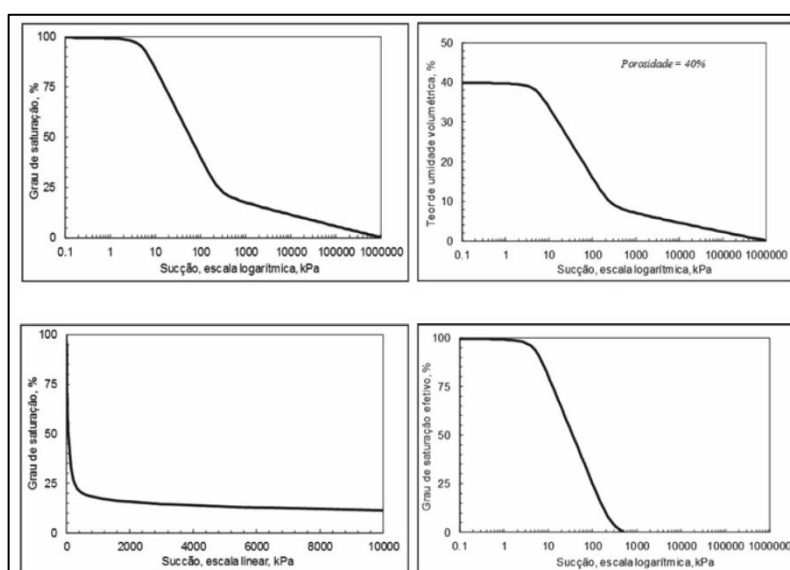 Grau de saturação, %
100
75
50
25
0
0.1 1 10 100 1000 10000 100000 1000000
Sucção, escala logarítmica, kPa
Teor de umidade volumétrica, %
50
40
30
20
10
0
Porosidade = 40%
0.1 1 10 100 1000 10000 100000 1000000
Sucção, escala logarítmica, kPa
Grau de saturação, %
100
75
50
25
0
0 2000 4000 6000 8000 10000
Sucção, escala linear, kPa
Grau de saturação efetivo, %
100
75
50
25
0
0.1 1 10 100 1000 10000 100000 1000000
Sucção, escala logarítmica, kPa